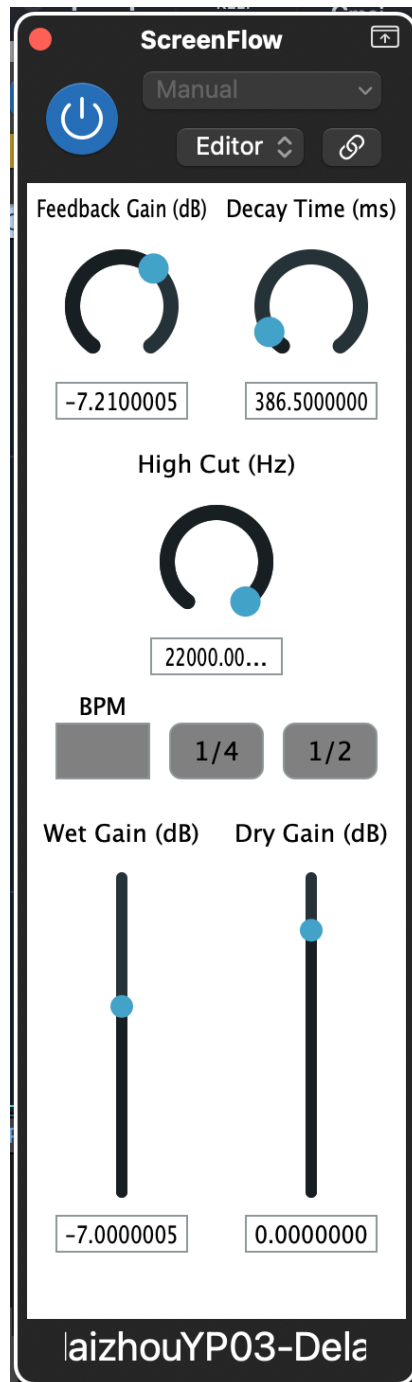 ScreenFlow
Manual
Editor
Feedback Gain (dB) Decay Time (ms)
-7.2100005 386.5000000
High Cut (Hz)
22000.00...
BPM
1/4 1/2
Wet Gain (dB) Dry Gain (dB)
-7.0000005 0.0000000
aizhouYP03-Dela